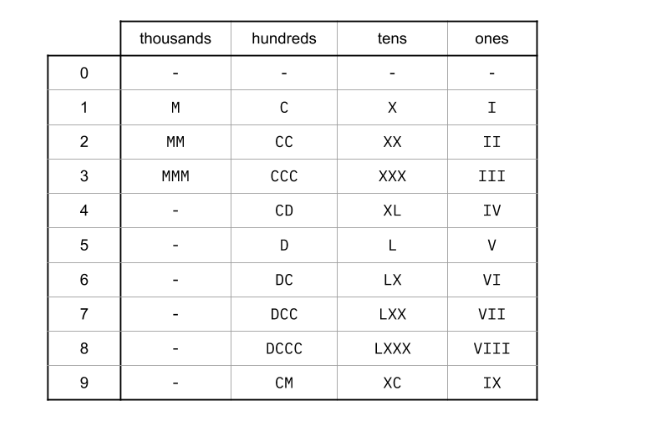 thousands hundreds tens ones
0 - - - -
1 M C X I
2 MM CC XX II
3 MMM CCC XXX III
4 - CD XL IV
5 - D L V
6 - DC LX VI
7 - DCC LXX VII
8 - DCCC LXXX VIII
9 - CM XC IX